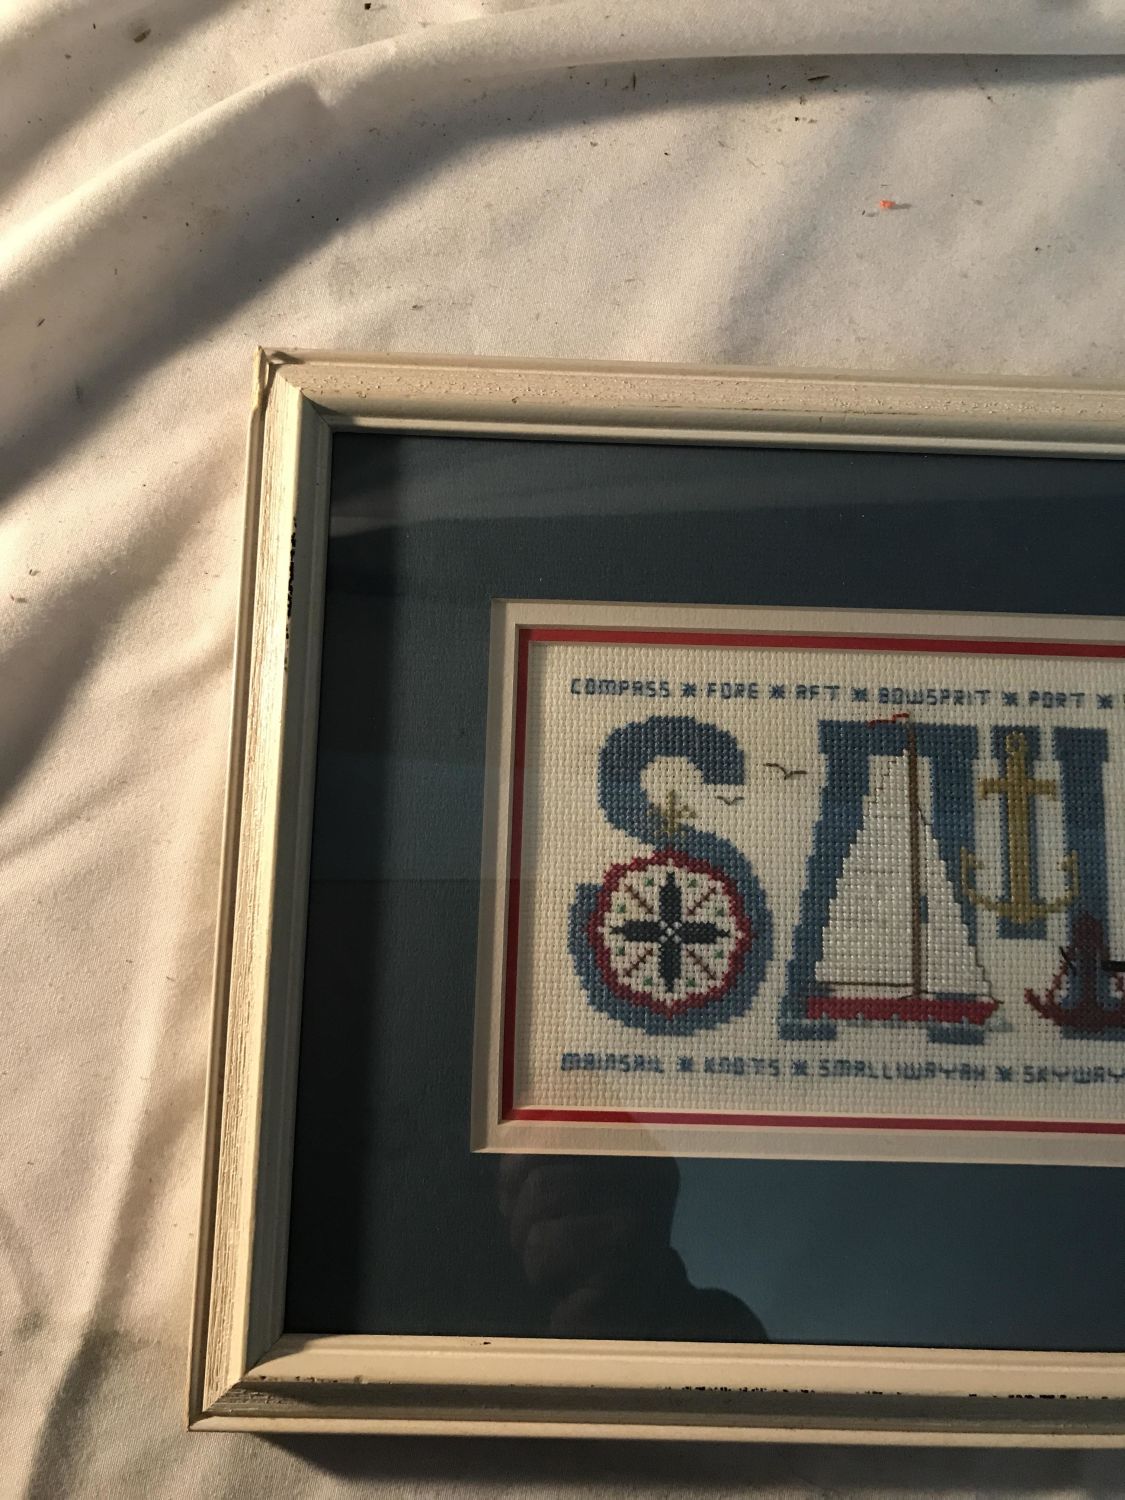 COMPASS * FORE * AFT * BOWSPRIT * PORT *
SAIL
MAINSAIL * KNOTS * SMALLIWAYAH * SKYWAY